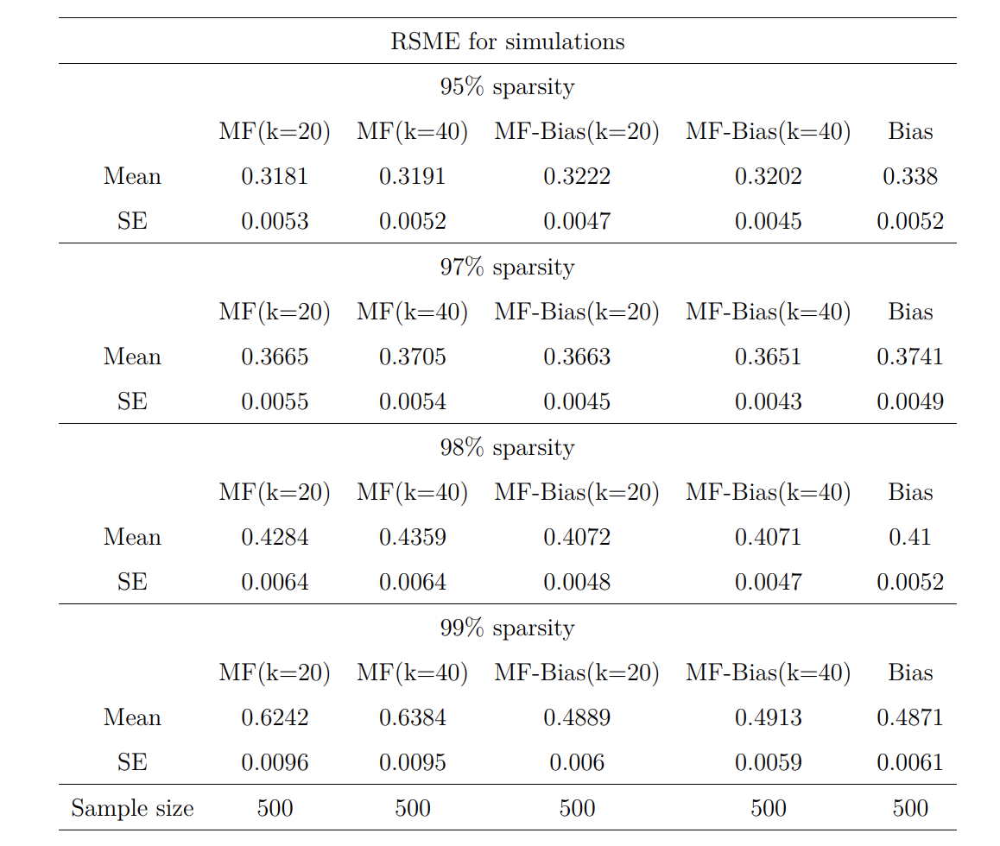 RSME for simulations
95% sparsity
MF(k=20) MF(k=40) MF-Bias(k=20) MF-Bias(k=40) Bias
Mean 0.3181 0.3191 0.3222 0.3202 0.338
SE 0.0053 0.0052 0.0047 0.0045 0.0052
97% sparsity
MF(k=20) MF(k=40) MF-Bias(k=20) MF-Bias(k=40) Bias
Mean 0.3665 0.3705 0.3663 0.3651 0.3741
SE 0.0055 0.0054 0.0045 0.0043 0.0049
98% sparsity
MF(k=20) MF(k=40) MF-Bias(k=20) MF-Bias(k=40) Bias
Mean 0.4284 0.4359 0.4072 0.4071 0.41
SE 0.0064 0.0064 0.0048 0.0047 0.0052
99% sparsity
MF(k=20) MF(k=40) MF-Bias(k=20) MF-Bias(k=40) Bias
Mean 0.6242 0.6384 0.4889 0.4913 0.4871
SE 0.0096 0.0095 0.006 0.0059 0.0061
Sample size 500 500 500 500 500